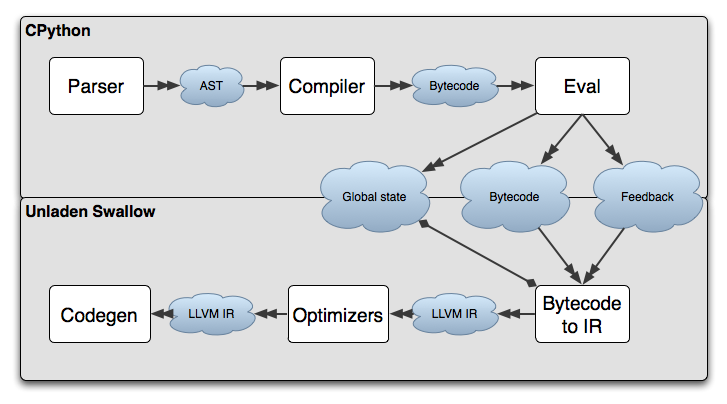 CPython
Parser
AST
Compiler
Bytecode
Eval
Global state
Bytecode
Feedback
Unladen Swallow
Codegen
LLVM IR
Optimizers
LLVM IR
Bytecode
to IR